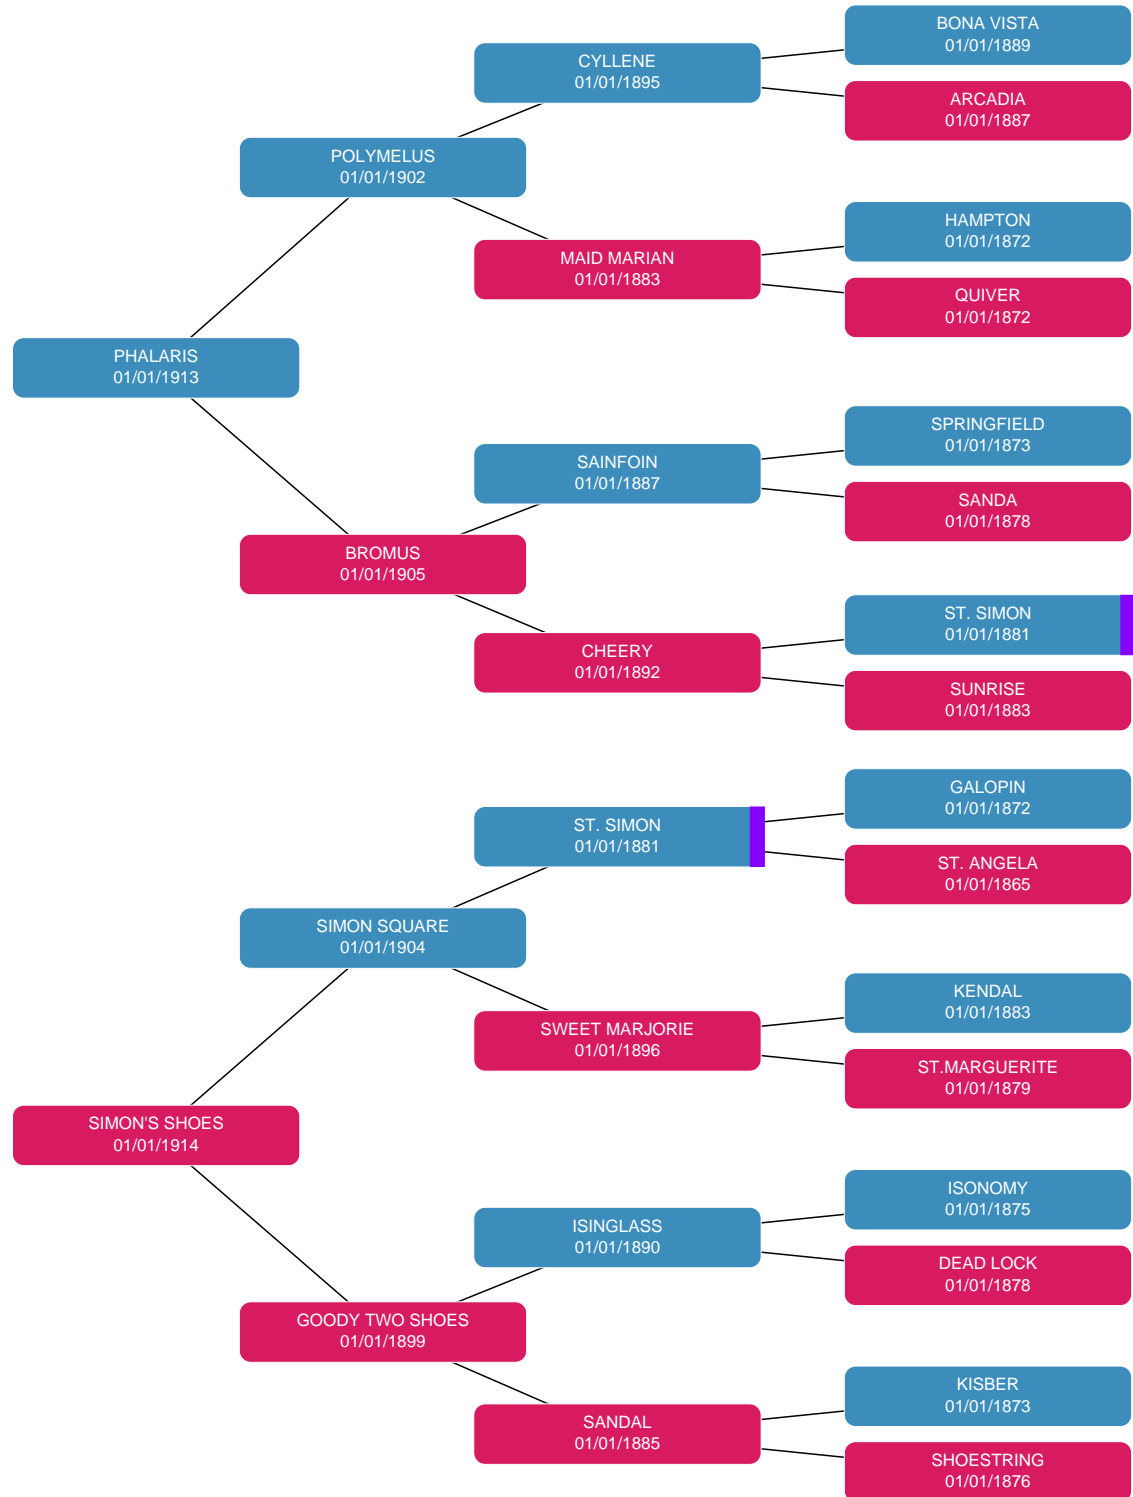 BONA VISTA
01/01/1889
CYLLENE
01/01/1895
ARCADIA
01/01/1887
POLYMELUS
01/01/1902
HAMPTON
01/01/1872
MAID MARIAN
01/01/1883
QUIVER
01/01/1872
PHALARIS
01/01/1913
SPRINGFIELD
01/01/1873
SAINFOIN
01/01/1887
SANDA
01/01/1878
BROMUS
01/01/1905
ST. SIMON
01/01/1881
CHEERY
01/01/1892
SUNRISE
01/01/1883
GALOPIN
01/01/1872
ST. SIMON
01/01/1881
ST. ANGELA
01/01/1865
SIMON SQUARE
01/01/1904
KENDAL
01/01/1883
SWEET MARJORIE
01/01/1896
ST.MARGUERITE
01/01/1879
SIMON'S SHOES
01/01/1914
ISONOMY
01/01/1875
ISINGLASS
01/01/1890
DEAD LOCK
01/01/1878
GOODY TWO SHOES
01/01/1899
KISBER
01/01/1873
SANDAL
01/01/1885
SHOESTRING
01/01/1876